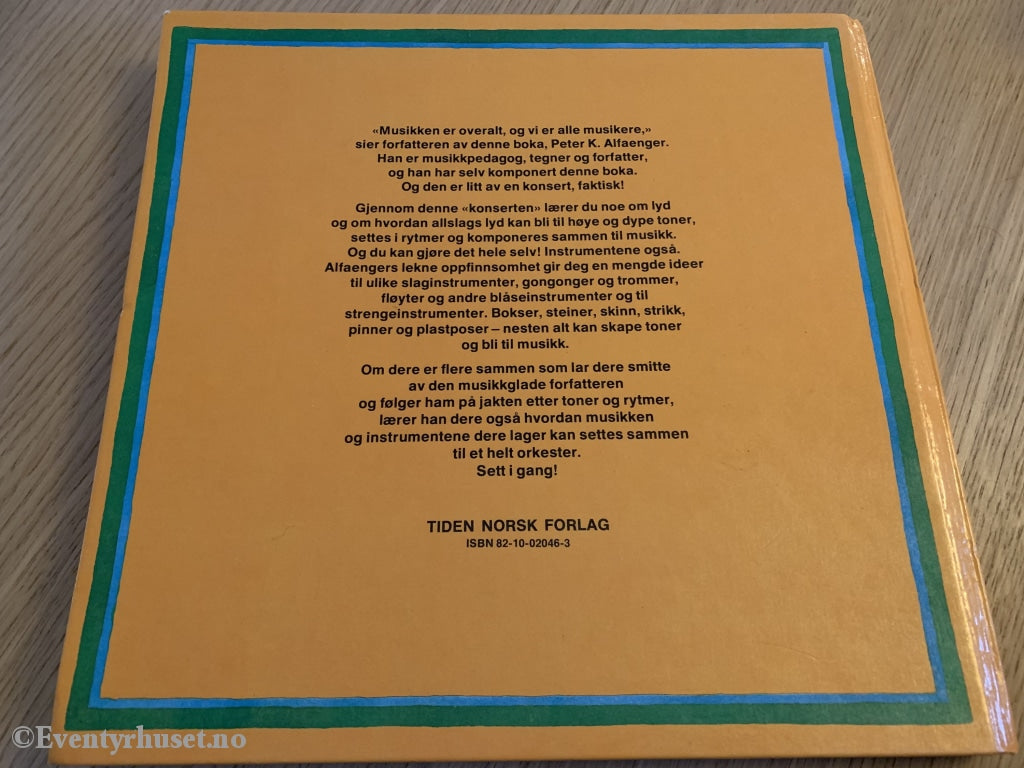 «Musikken er overalt, og vi er alle musikere,»
sier forfatteren av denne boka, Peter K. Alfaenger.
Han er musikkpedagog, tegner og forfatter,
og han har selv komponert denne boka.
Og den er litt av en konsert, faktisk!
Gjennom denne «konserten» lærer du noe om lyd
og om hvordan allslags lyd kan bli til høye og dype toner,
settes i rytmer og komponeres sammen til musikk.
Og du kan gjøre det hele selv! Instrumentene også.
Alfaengers lekne oppfinnsomhet gir deg en mengde ideer
til ulike slaginstrumenter, gongonger og trommer,
fløyter og andre blåseinstrumenter og til
strengeinstrumenter. Bokser, steiner, skinn, strikk,
pinner og plastposer – nesten alt kan skape toner
og bli til musikk.
Om dere er flere sammen som lar dere smitte
av den musikkglade forfatteren
og følger ham på jakten etter toner og rytmer,
lærer han dere også hvordan musikken
og instrumentene dere lager kan settes sammen
til et helt orkester.
Sett i gang!
TIDEN NORSK FORLAG
ISBN 82-10-02046-3
©Eventyrhuset.no